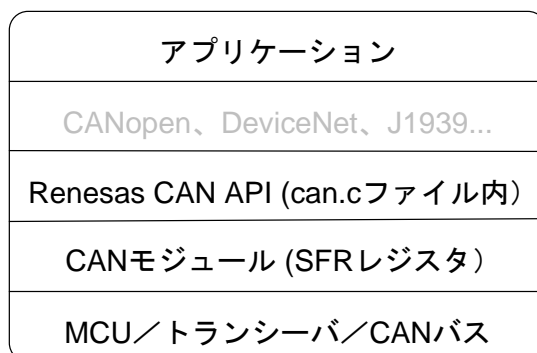 アプリケーション
CANopen、DeviceNet、J1939...
Renesas CAN API (can.cファイル内)
CANモジュール (SFRレジスタ)
MCU／トランシーバ／CANバス